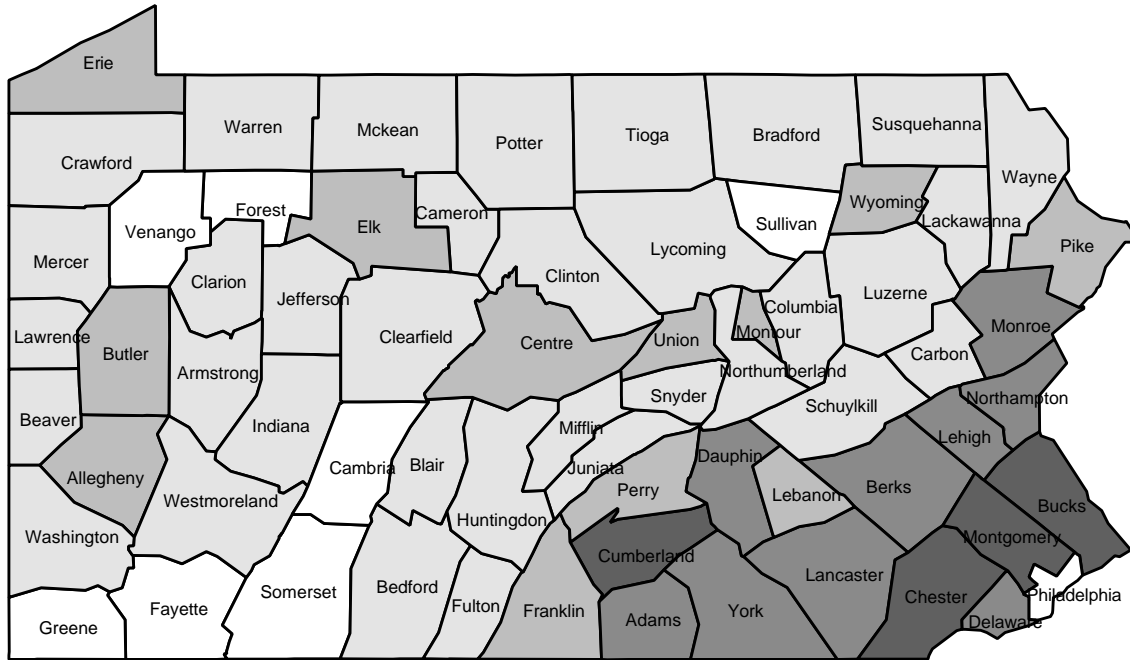 Erie
Warren
Mckean
Potter
Tioga
Bradford
Susquehanna
Crawford
Wayne
Venango
Forest
Elk
Cameron
Lycoming
Sullivan
Wyoming
Lackawanna
Mercer
Clarion
Jefferson
Clinton
Pike
Lawrence
Butler
Clearfield
Centre
Union
Montour
Columbia
Luzerne
Monroe
Armstrong
Northumberland
Carbon
Beaver
Indiana
Mifflin
Snyder
Schuylkill
Northampton
Allegheny
Westmoreland
Cambria
Blair
Juniata
Dauphin
Lehigh
Washington
Huntingdon
Perry
Lebanon
Berks
Bucks
Cumberland
Montgomery
Greene
Fayette
Somerset
Bedford
Fulton
Franklin
Adams
York
Lancaster
Chester
Delaware
Philadelphia